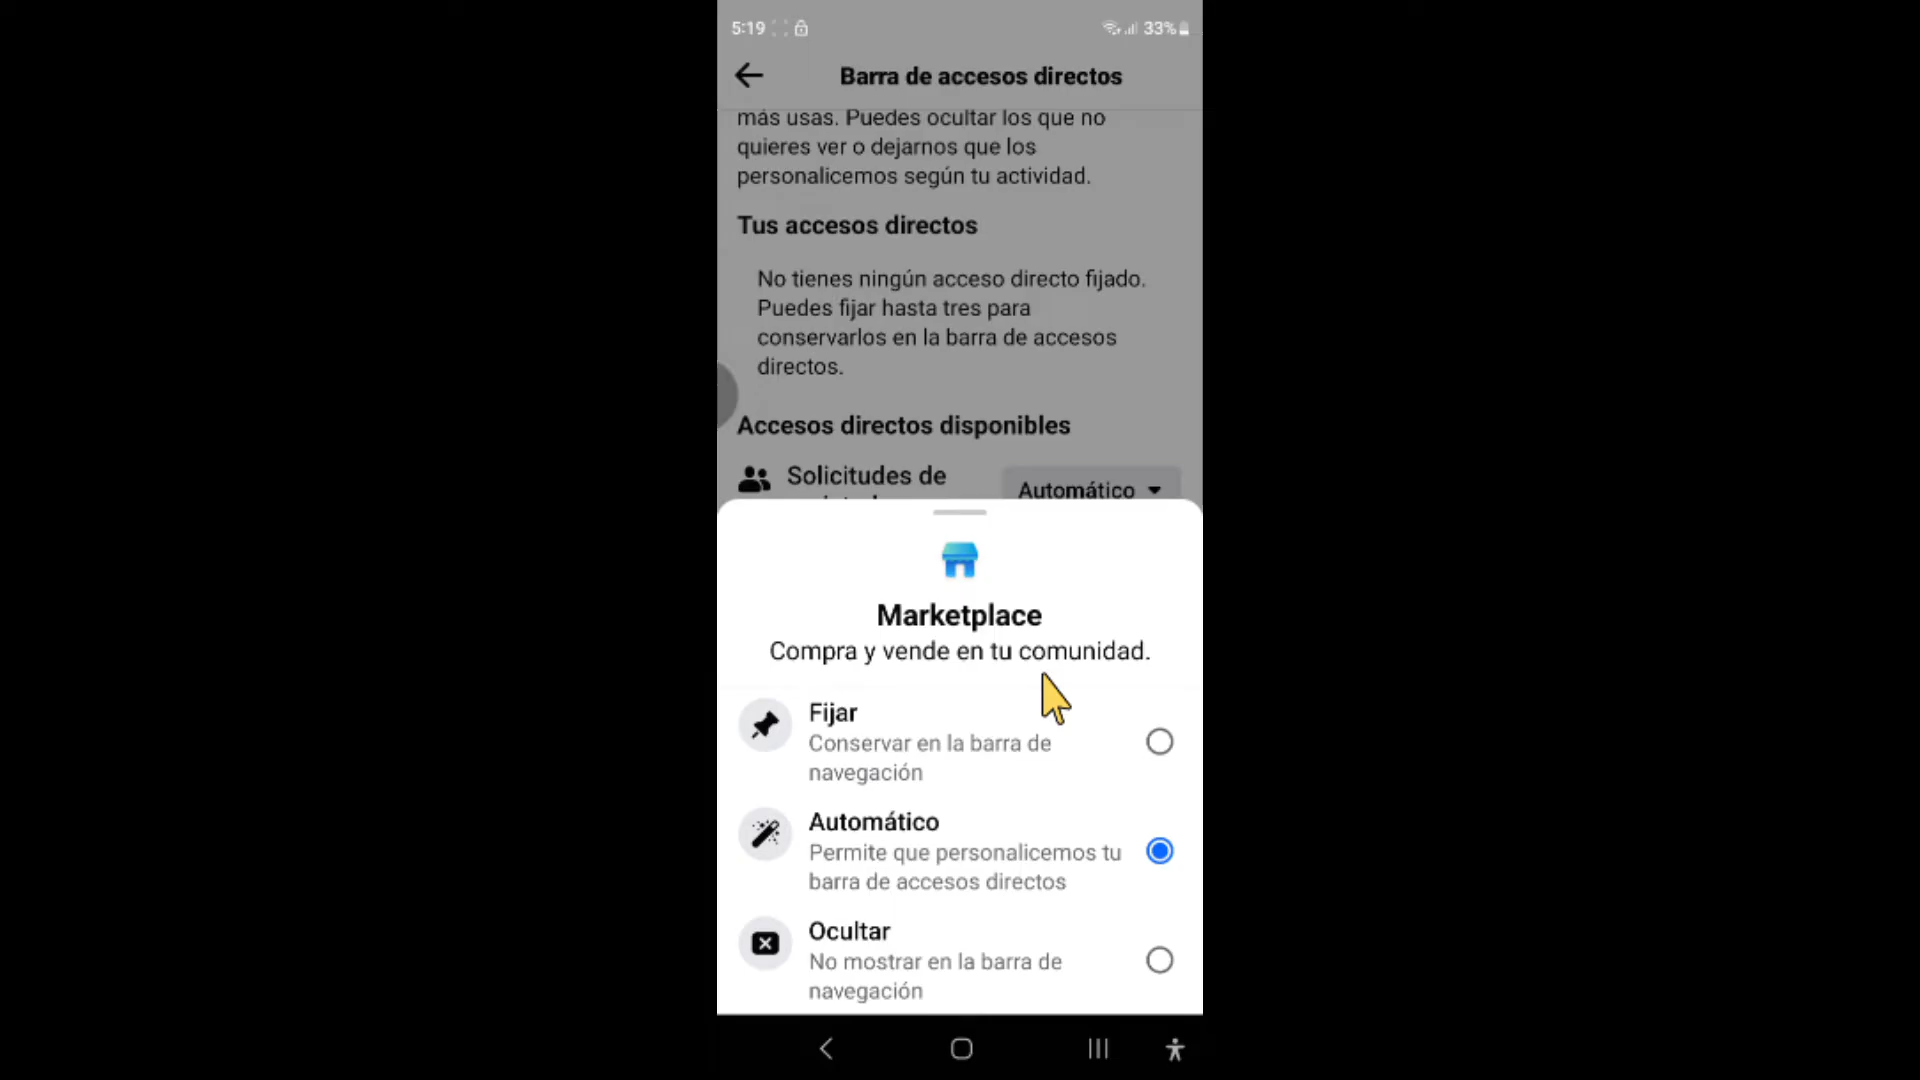 5:19
33%
Barra de accesos directos
más usas. Puedes ocultar los que no
quieres ver o dejarnos que los
personalicemos según tu actividad.
Tus accesos directos
No tienes ningún acceso directo fijado.
Puedes fijar hasta tres para
conservarlos en la barra de accesos
directos.
Accesos directos disponibles
Solicitudes de
Automático
Marketplace
Compra y vende en tu comunidad.
Fijar
Conservar en la barra de
navegación
Automático
Permite que personalicemos tu
barra de accesos directos
Ocultar
No mostrar en la barra de
navegación